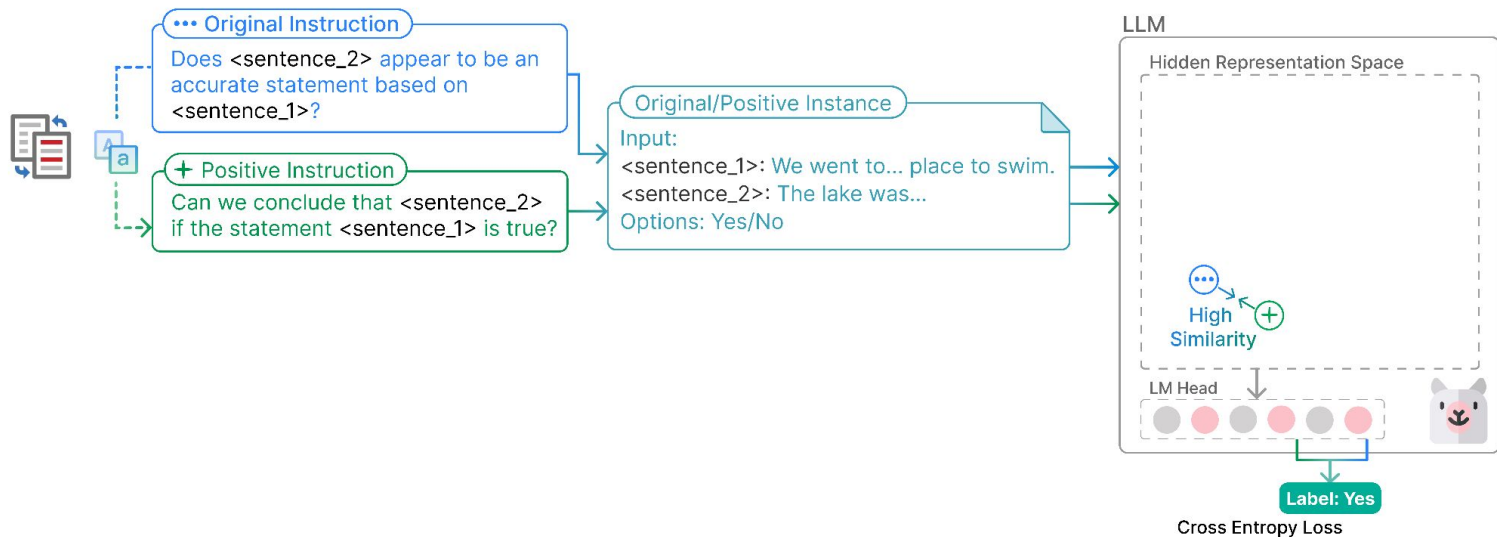 Original Instruction
Does <sentence_2> appear to be an
accurate statement based on
<sentence_1>?
A
a
Positive Instruction
Can we conclude that <sentence_2>
if the statement <sentence_1> is true?
Original/Positive Instance
Input:
<sentence_1>: We went to... place to swim.
<sentence_2>: The lake was...
Options: Yes/No
LLM
Hidden Representation Space
High
Similarity
LM Head
Label: Yes
Cross Entropy Loss